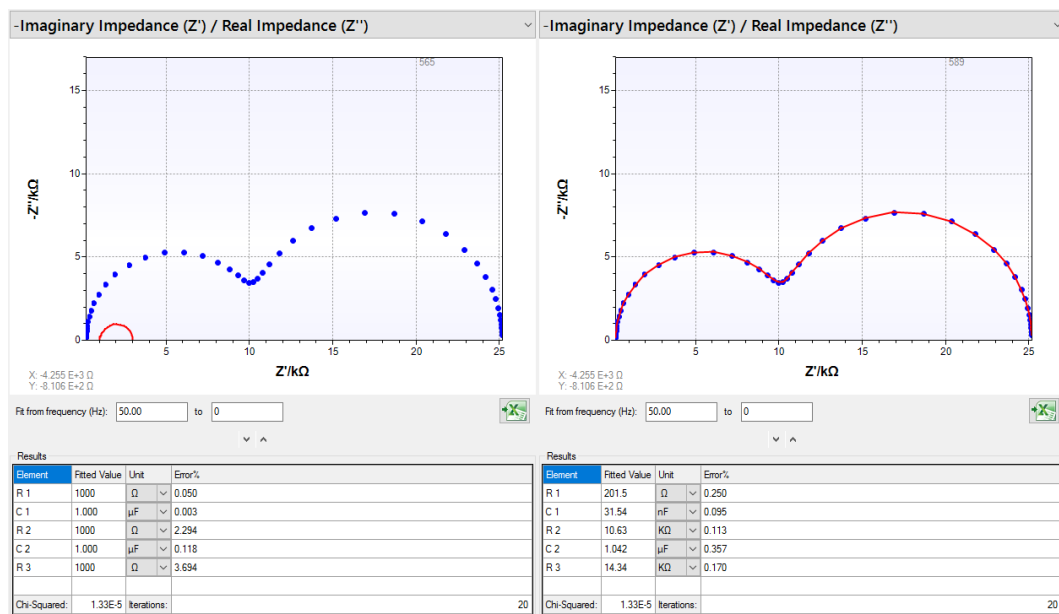 -Imaginary Impedance (Z') / Real Impedance (Z'')
565
15
10
5
0
-Z''/kΩ
5
10
15
20
25
Z'/kΩ
X: -4.255 E+3 Ω
Y: -8.106 E+2 Ω
Fit from frequency (Hz): 50.00 to 0
Results
Element Fitted Value Unit Error%
R 1 1000 Ω 0.050
C 1 1.000 µF 0.003
R 2 1000 Ω 2.294
C 2 1.000 µF 0.118
R 3 1000 Ω 3.694
Chi-Squared: 1.33E-5 Iterations: 20
-Imaginary Impedance (Z') / Real Impedance (Z'')
589
15
10
5
0
-Z''/kΩ
5
10
15
20
25
Z'/kΩ
X: -4.255 E+3 Ω
Y: -8.106 E+2 Ω
Fit from frequency (Hz): 50.00 to 0
Results
Element Fitted Value Unit Error%
R 1 201.5 Ω 0.250
C 1 31.54 nF 0.095
R 2 10.63 KΩ 0.113
C 2 1.042 µF 0.357
R 3 14.34 KΩ 0.170
Chi-Squared: 1.33E-5 Iterations: 20